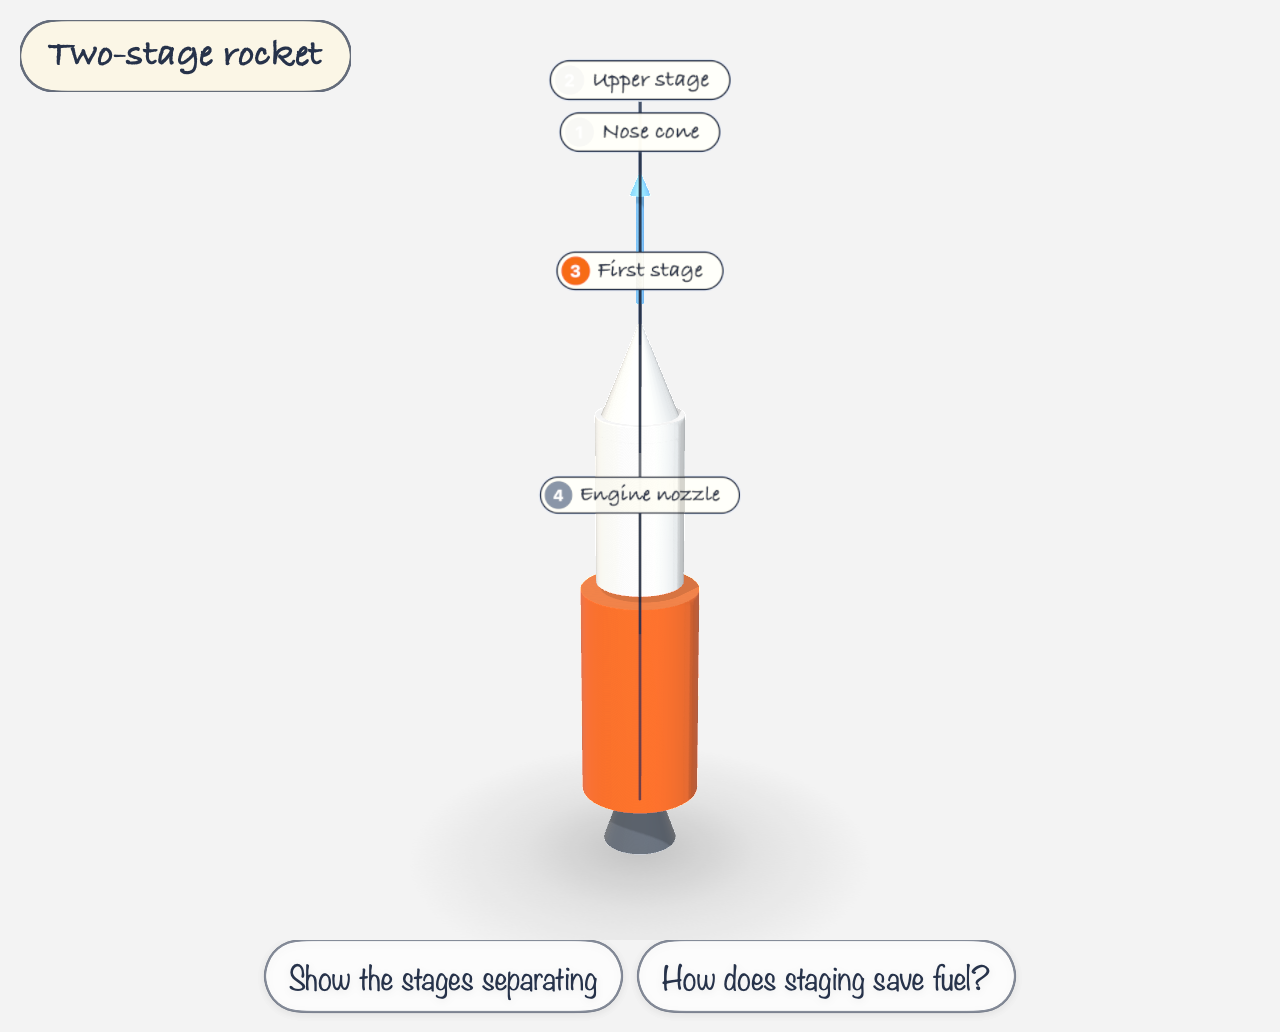 Two-stage rocket
2 Upper stage
1 Nose cone
3 First stage
4 Engine nozzle
Show the stages separating
How does staging save fuel?